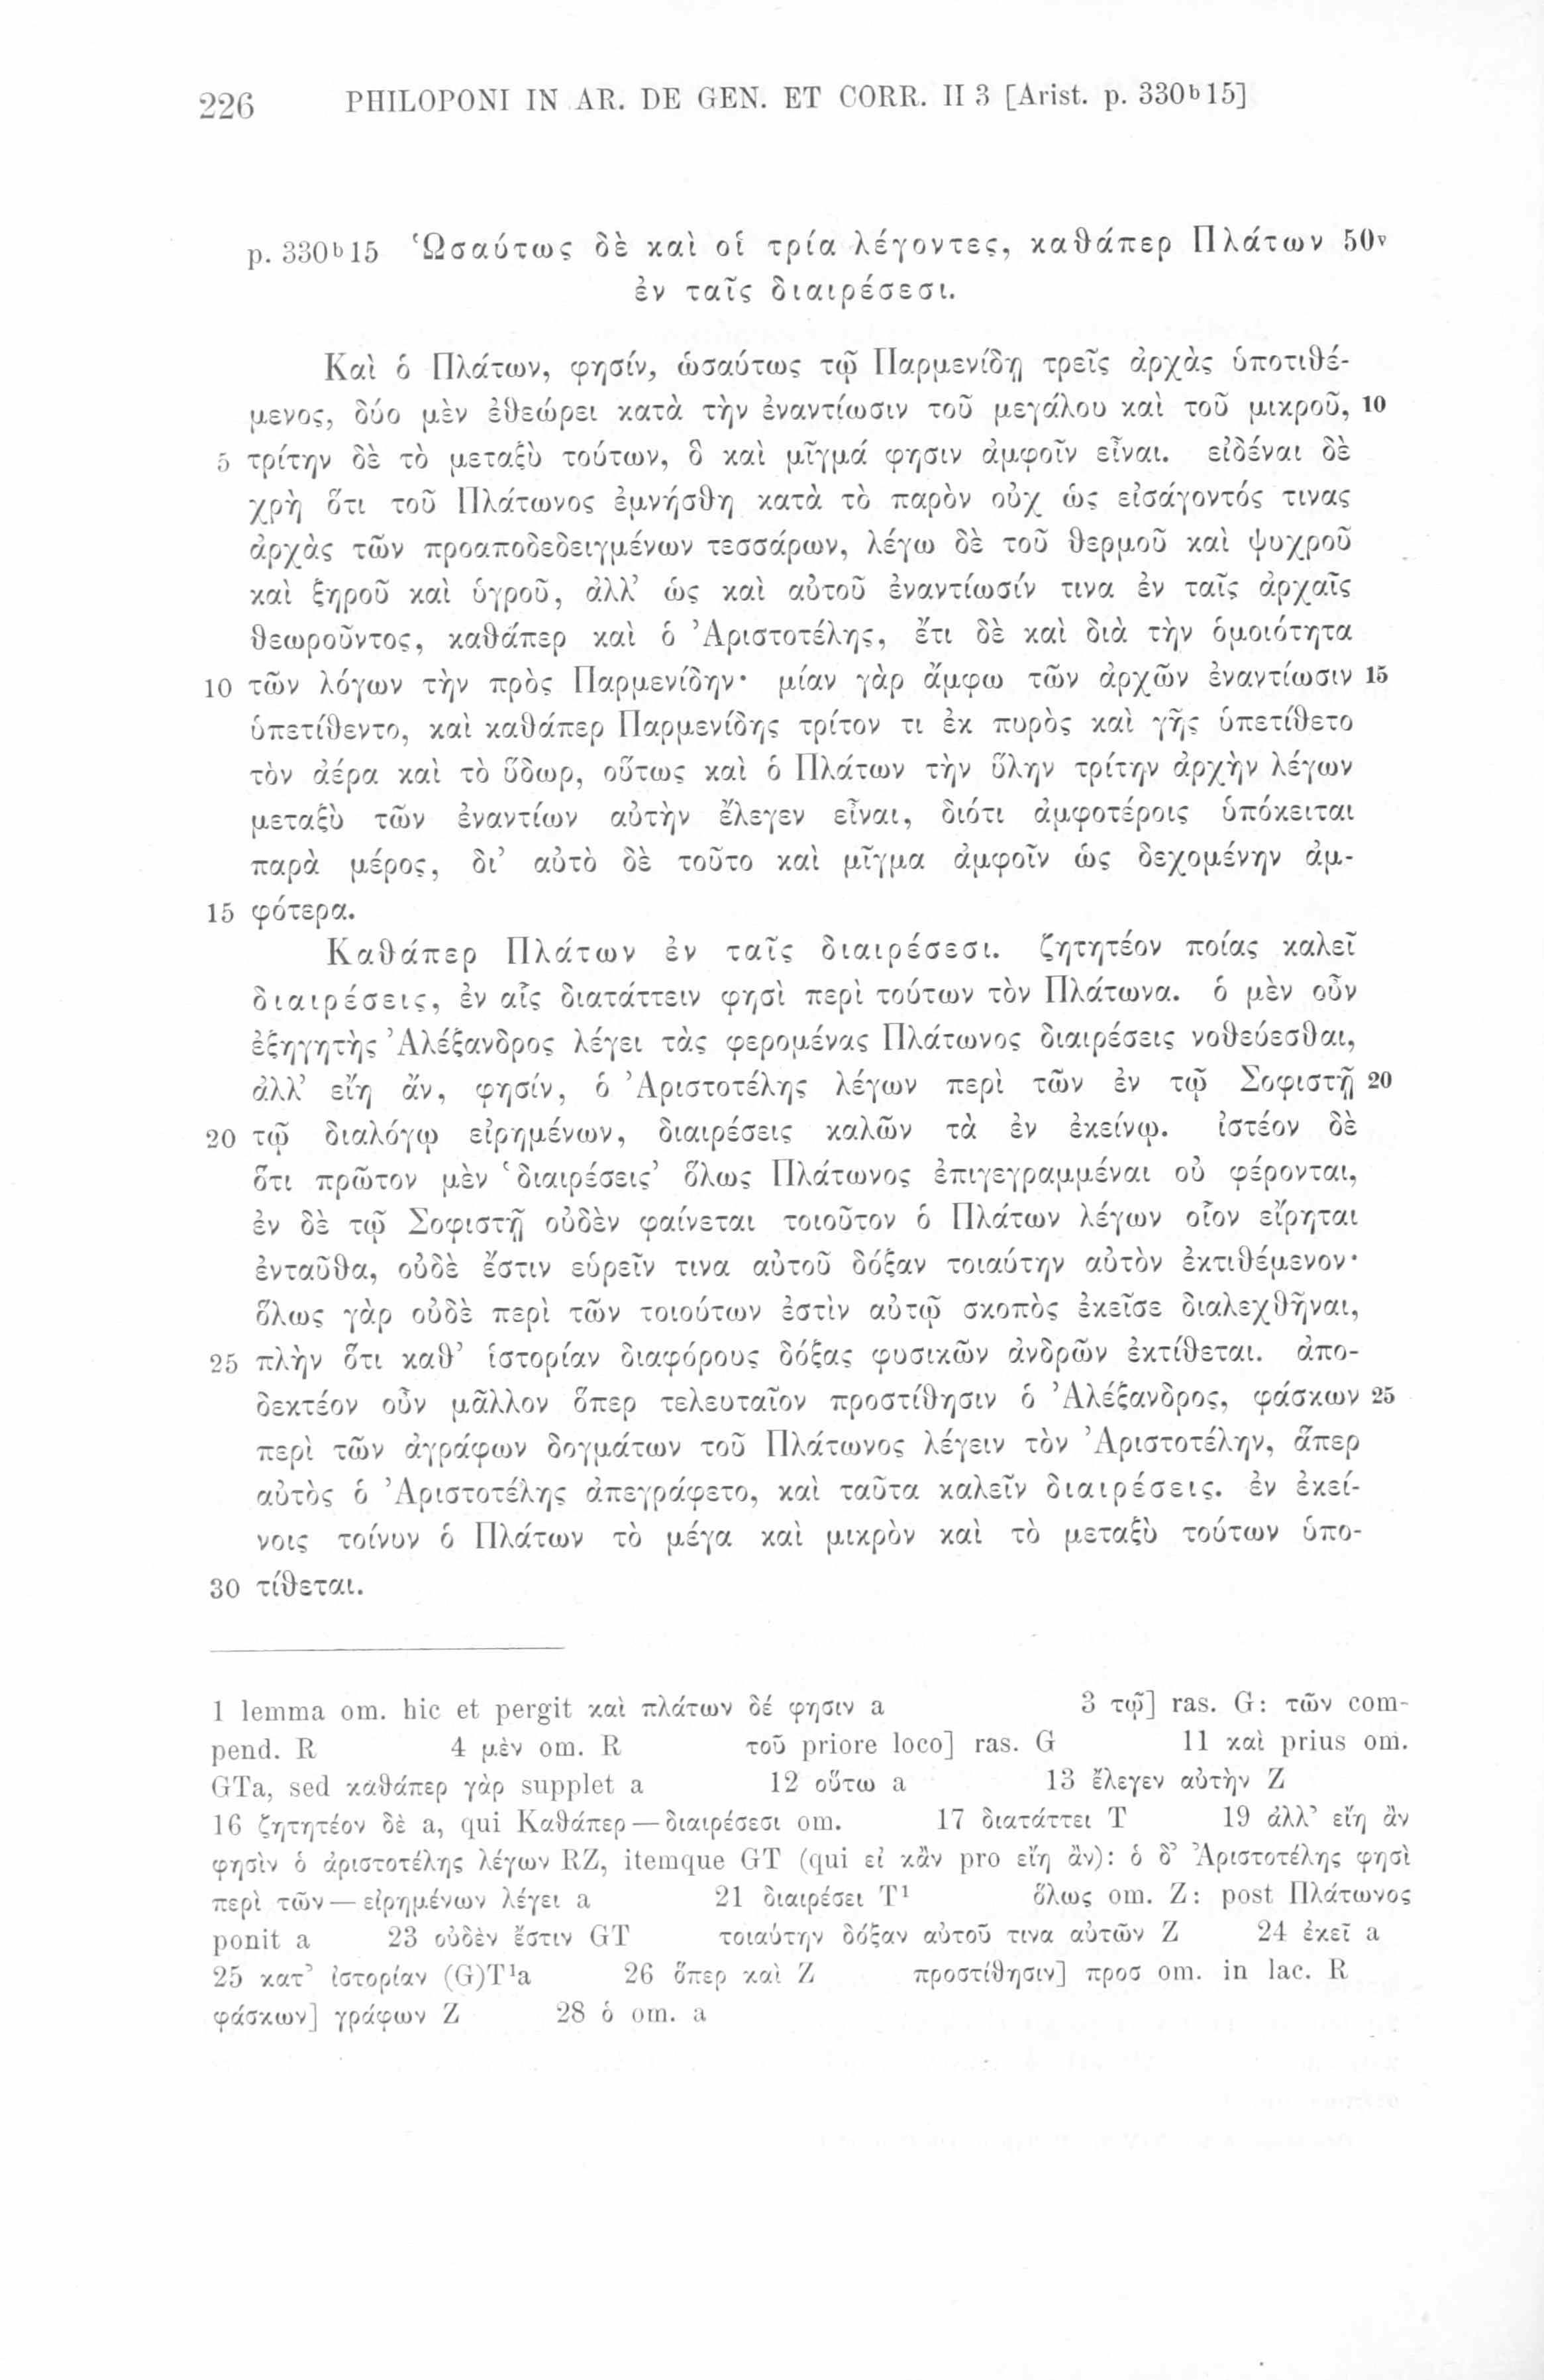 226 PHILOPONI IN AR. DE GEN. ET CORR. II 3 [Arist. p. 330ᵇ15]
p. 330ᵇ15 Ὡσαύτως δὲ καὶ οἱ τρία λέγοντες, καθάπερ Πλάτων 50ᵛ
ἐν ταῖς διαιρέσεσι.
Καὶ ὁ Πλάτων, φησίν, ὡσαύτως τῷ Παρμενίδῃ τρεῖς ἀρχὰς ὑποτιθέ-
μενος, δύο μὲν ἐθεώρει κατὰ τὴν ἐναντίωσιν τοῦ μεγάλου καὶ τοῦ μικροῦ, 10
5 τρίτην δὲ τὸ μεταξὺ τούτων, ὃ καὶ μῖγμά φησιν ἀμφοῖν εἶναι. εἰδέναι δὲ
χρὴ ὅτι τοῦ Πλάτωνος ἐμνήσθη κατὰ τὸ παρὸν οὐχ ὡς εἰσάγοντός τινας
ἀρχὰς τῶν προαποδεδειγμένων τεσσάρων, λέγω δὲ τοῦ θερμοῦ καὶ ψυχροῦ
καὶ ξηροῦ καὶ ὑγροῦ, ἀλλ’ ὡς καὶ αὐτοῦ ἐναντίωσίν τινα ἐν ταῖς ἀρχαῖς
θεωροῦντος, καθάπερ καὶ ὁ Ἀριστοτέλης, ἔτι δὲ καὶ διὰ τὴν ὁμοιότητα
10 τῶν λόγων τὴν πρὸς Παρμενίδην· μίαν γὰρ ἄμφω τῶν ἀρχῶν ἐναντίωσιν 15
ὑπετίθεντο, καὶ καθάπερ Παρμενίδης τρίτον τι ἐκ πυρὸς καὶ γῆς ὑπετίθετο
τὸν ἀέρα καὶ τὸ ὕδωρ, οὕτως καὶ ὁ Πλάτων τὴν ὕλην τρίτην ἀρχὴν λέγων
μεταξὺ τῶν ἐναντίων αὐτὴν ἔλεγεν εἶναι, διότι ἀμφοτέροις ὑπόκειται
παρὰ μέρος, δι’ αὐτὸ δὲ τοῦτο καὶ μῖγμα ἀμφοῖν ὡς δεχομένην ἀμ-
15 φότερα.
Καθάπερ Πλάτων ἐν ταῖς διαιρέσεσι. ζητητέον ποίας καλεῖ
διαιρέσεις, ἐν αἷς διατάττειν φησὶ περὶ τούτων τὸν Πλάτωνα. ὁ μὲν οὖν
ἐξηγητὴς Ἀλέξανδρος λέγει τὰς φερομένας Πλάτωνος διαιρέσεις νοθεύεσθαι,
ἀλλ’ εἴη ἄν, φησίν, ὁ Ἀριστοτέλης λέγων περὶ τῶν ἐν τῷ Σοφιστῇ 20
20 τῷ διαλόγῳ εἰρημένων, διαιρέσεις καλῶν τὰ ἐν ἐκείνῳ. ἰστέον δὲ
ὅτι πρῶτον μὲν ‘διαιρέσεις’ ὅλως Πλάτωνος ἐπιγεγραμμέναι οὐ φέρονται,
ἐν δὲ τῷ Σοφιστῇ οὐδὲν φαίνεται τοιοῦτον ὁ Πλάτων λέγων οἷον εἴρηται
ἐνταῦθα, οὐδὲ ἔστιν εὑρεῖν τινα αὐτοῦ δόξαν τοιαύτην αὐτὸν ἐκτιθέμενον·
ὅλως γὰρ οὐδὲ περὶ τῶν τοιούτων ἐστὶν αὐτῷ σκοπὸς ἐκεῖσε διαλεχθῆναι,
25 πλὴν ὅτι καθ’ ἱστορίαν διαφόρους δόξας φυσικῶν ἀνδρῶν ἐκτίθεται. ἀπο-
δεκτέον οὖν μᾶλλον ὅπερ τελευταῖον προστίθησιν ὁ Ἀλέξανδρος, φάσκων 25
περὶ τῶν ἀγράφων δογμάτων τοῦ Πλάτωνος λέγειν τὸν Ἀριστοτέλην, ἅπερ
αὐτὸς ὁ Ἀριστοτέλης ἀπεγράφετο, καὶ ταῦτα καλεῖν διαιρέσεις. ἐν ἐκεί-
νοις τοίνυν ὁ Πλάτων τὸ μέγα καὶ μικρὸν καὶ τὸ μεταξὺ τούτων ὑπο-
30 τίθεται.
1 lemma om. hic et pergit καὶ πλάτων δέ φησιν a 3 τῷ] ras. G: τῶν com-
pend. R 4 μὲν om. R τοῦ priore loco] ras. G 11 καὶ prius om.
GTa, sed καθάπερ γὰρ supplet a 12 οὕτω a 13 ἔλεγεν αὐτὴν Z
16 ζητητέον δὲ a, qui Καθάπερ — διαιρέσεσι om. 17 διατάττει T 19 ἀλλ’ εἴη ἂν
φησὶν ὁ ἀριστοτέλης λέγων RZ, itemque GT (qui εἰ κἂν pro εἴη ἂν): ὁ δ’ Ἀριστοτέλης φησὶ
περὶ τῶν — εἰρημένων λέγει a 21 διαιρέσει T¹ ὅλως om. Z: post Πλάτωνος
ponit a 23 οὐδὲν ἔστιν GT τοιαύτην δόξαν αὐτοῦ τινα αὐτῶν Z 24 ἐκεῖ a
25 κατ’ ἱστορίαν (G)T¹a 26 ὅπερ καὶ Z προστίθησιν] προσ om. in lac. R
φάσκων] γράφων Z 28 ὁ om. a